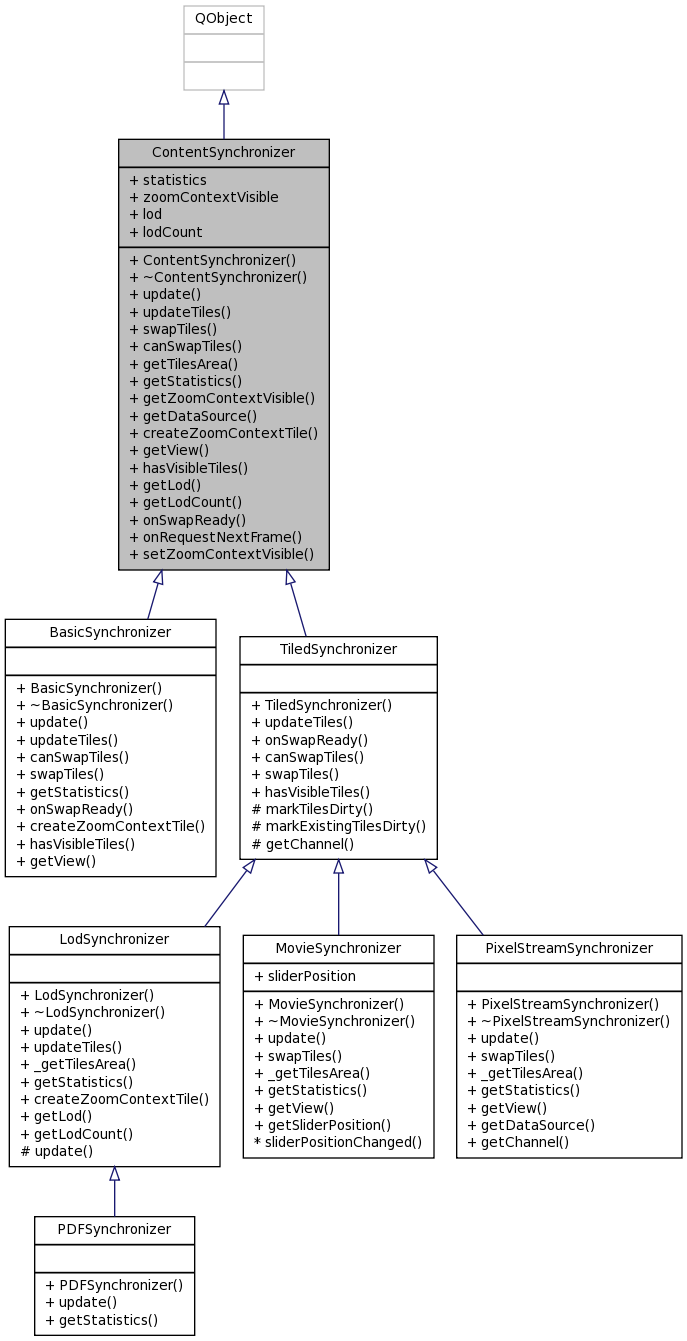 QObject
ContentSynchronizer
+ statistics
+ zoomContextVisible
+ lod
+ lodCount
+ ContentSynchronizer()
+ ~ContentSynchronizer()
+ update()
+ updateTiles()
+ swapTiles()
+ canSwapTiles()
+ getTilesArea()
+ getStatistics()
+ getZoomContextVisible()
+ getDataSource()
+ createZoomContextTile()
+ getView()
+ hasVisibleTiles()
+ getLod()
+ getLodCount()
+ onSwapReady()
+ onRequestNextFrame()
+ setZoomContextVisible()
BasicSynchronizer
+ BasicSynchronizer()
+ ~BasicSynchronizer()
+ update()
+ updateTiles()
+ canSwapTiles()
+ swapTiles()
+ getStatistics()
+ onSwapReady()
+ createZoomContextTile()
+ hasVisibleTiles()
+ getView()
TiledSynchronizer
+ TiledSynchronizer()
+ updateTiles()
+ onSwapReady()
+ canSwapTiles()
+ swapTiles()
+ hasVisibleTiles()
# markTilesDirty()
# markExistingTilesDirty()
# getChannel()
LodSynchronizer
+ LodSynchronizer()
+ ~LodSynchronizer()
+ update()
+ updateTiles()
+ _getTilesArea()
+ getStatistics()
+ createZoomContextTile()
+ getLod()
+ getLodCount()
# update()
MovieSynchronizer
+ sliderPosition
+ MovieSynchronizer()
+ ~MovieSynchronizer()
+ update()
+ swapTiles()
+ _getTilesArea()
+ getStatistics()
+ getView()
+ getSliderPosition()
* sliderPositionChanged()
PixelStreamSynchronizer
+ PixelStreamSynchronizer()
+ ~PixelStreamSynchronizer()
+ update()
+ swapTiles()
+ _getTilesArea()
+ getStatistics()
+ getView()
+ getDataSource()
+ getChannel()
PDFSynchronizer
+ PDFSynchronizer()
+ update()
+ getStatistics()